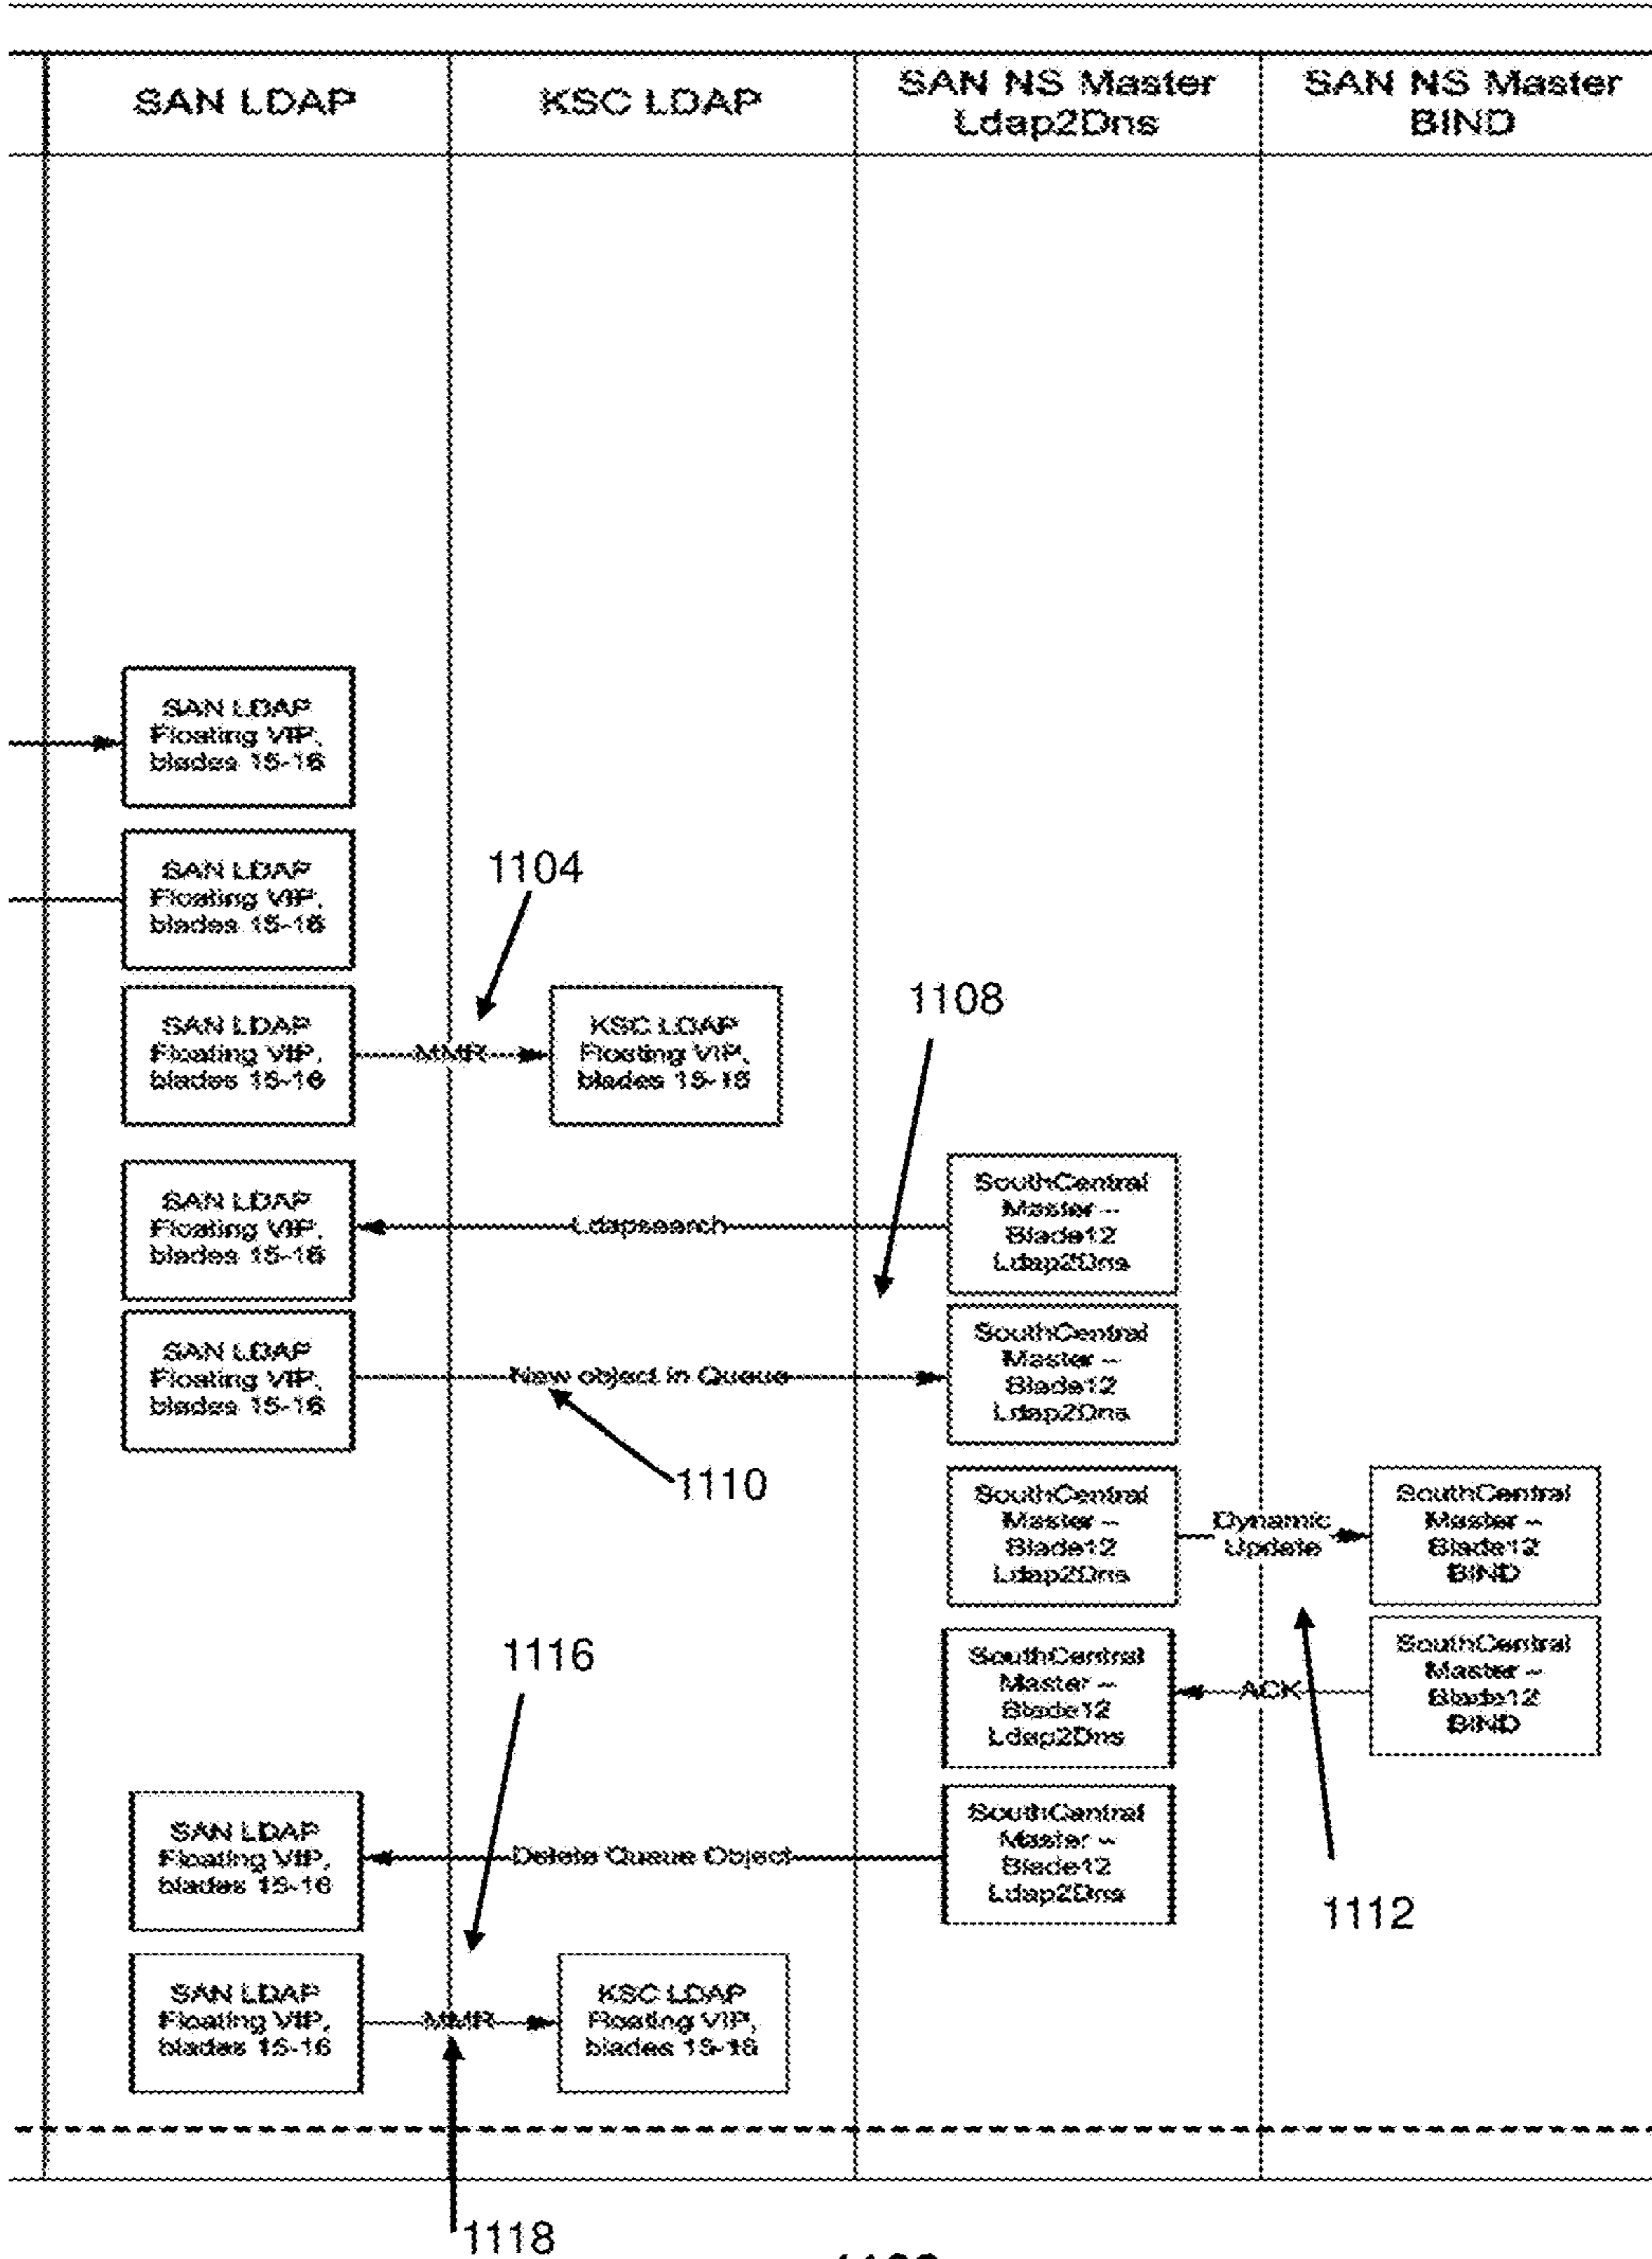 SAN LDAP
KSC LDAP
SAN NS Master
Ldap2Dns
SAN NS Master
BIND
SAN LDAP
Floating VIP,
blades 15-16
SAN LDAP
Floating VIP,
blades 15-16
1104
SAN LDAP
Floating VIP,
blades 15-16
MMR
KSC LDAP
Floating VIP,
blades 15-16
1108
SAN LDAP
Floating VIP,
blades 15-16
Ldapsearch
SouthCentral
Master –
Blade12
Ldap2Dns
SAN LDAP
Floating VIP,
blades 15-16
New object in Queue
SouthCentral
Master –
Blade12
Ldap2Dns
1110
SouthCentral
Master –
Blade12
Ldap2Dns
Dynamic
Update
SouthCentral
Master –
Blade12
BIND
1116
SouthCentral
Master –
Blade12
Ldap2Dns
ACK
SouthCentral
Master –
Blade12
BIND
SAN LDAP
Floating VIP,
blades 15-16
Delete Queue Object
SouthCentral
Master –
Blade12
Ldap2Dns
1112
SAN LDAP
Floating VIP,
blades 15-16
MMR
KSC LDAP
Floating VIP,
blades 15-16
1118